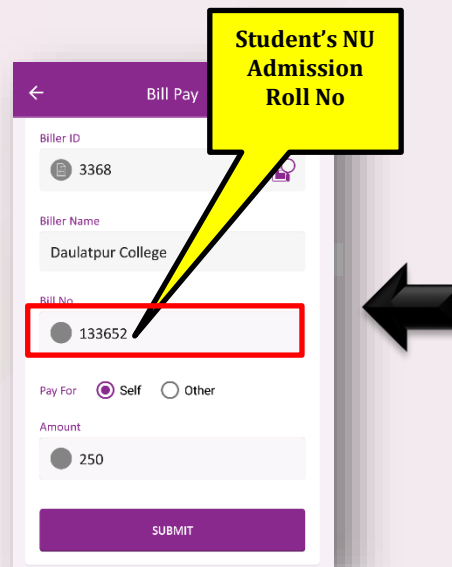 Student's NU
Admission
Roll No
Bill Pay
Biller ID
3368
Biller Name
Daulatpur College
Bill No
133652
Pay For Self Other
Amount
250
SUBMIT